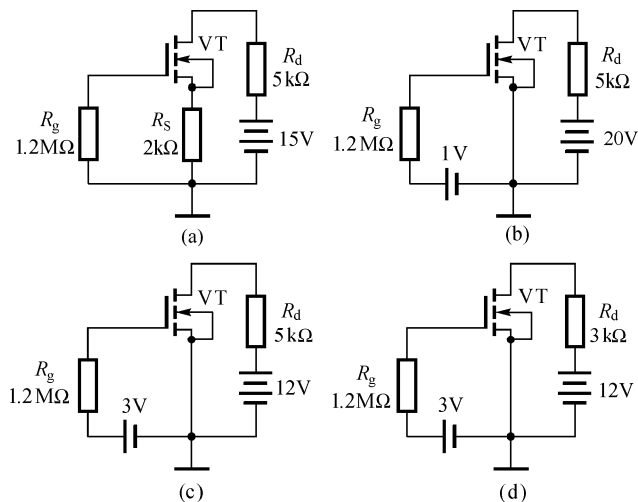 VT
R_d
5kΩ
R_g
1.2MΩ
R_S
2kΩ
15V
(a)
VT
R_d
5kΩ
R_g
1.2MΩ
1V
20V
(b)
VT
R_d
5kΩ
R_g
1.2MΩ
3V
12V
(c)
VT
R_d
3kΩ
R_g
1.2MΩ
3V
12V
(d)